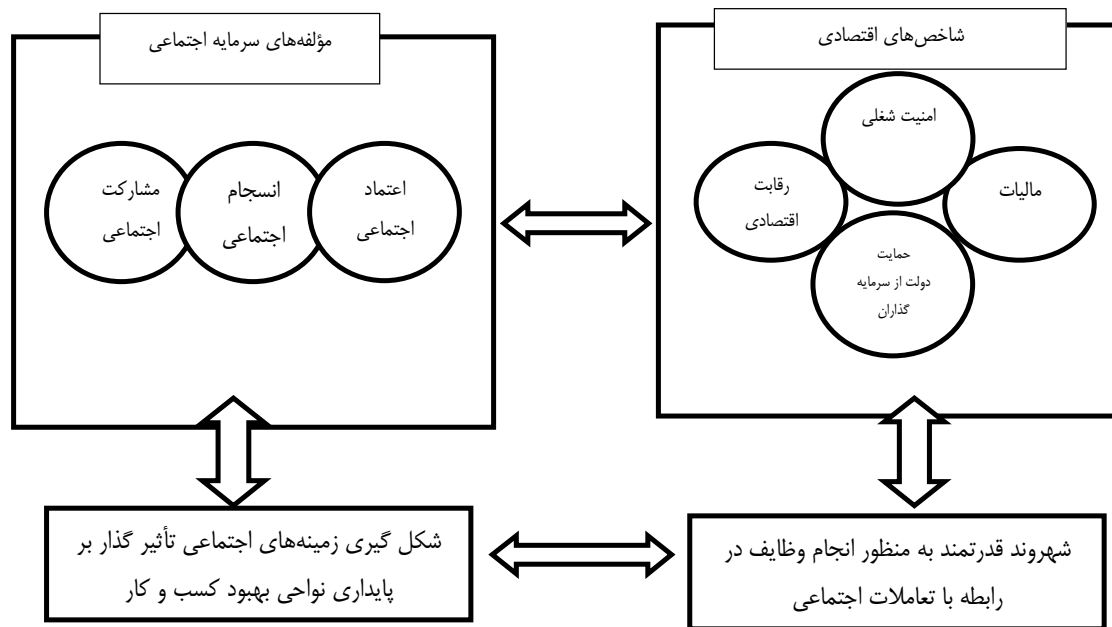 شاخص‌های اقتصادی
امنیت شغلی
مالیات
رقابت
اقتصادی
حمایت
دولت از سرمایه
گذاران
مؤلفه‌های سرمایه اجتماعی
اعتماد
اجتماعی
انسجام
اجتماعی
مشارکت
اجتماعی
شهروند قدرتمند به منظور انجام وظایف در
رابطه با تعاملات اجتماعی
شکل گیری زمینه‌های اجتماعی تأثیر گذار بر
پایداری نواحی بهبود کسب و کار